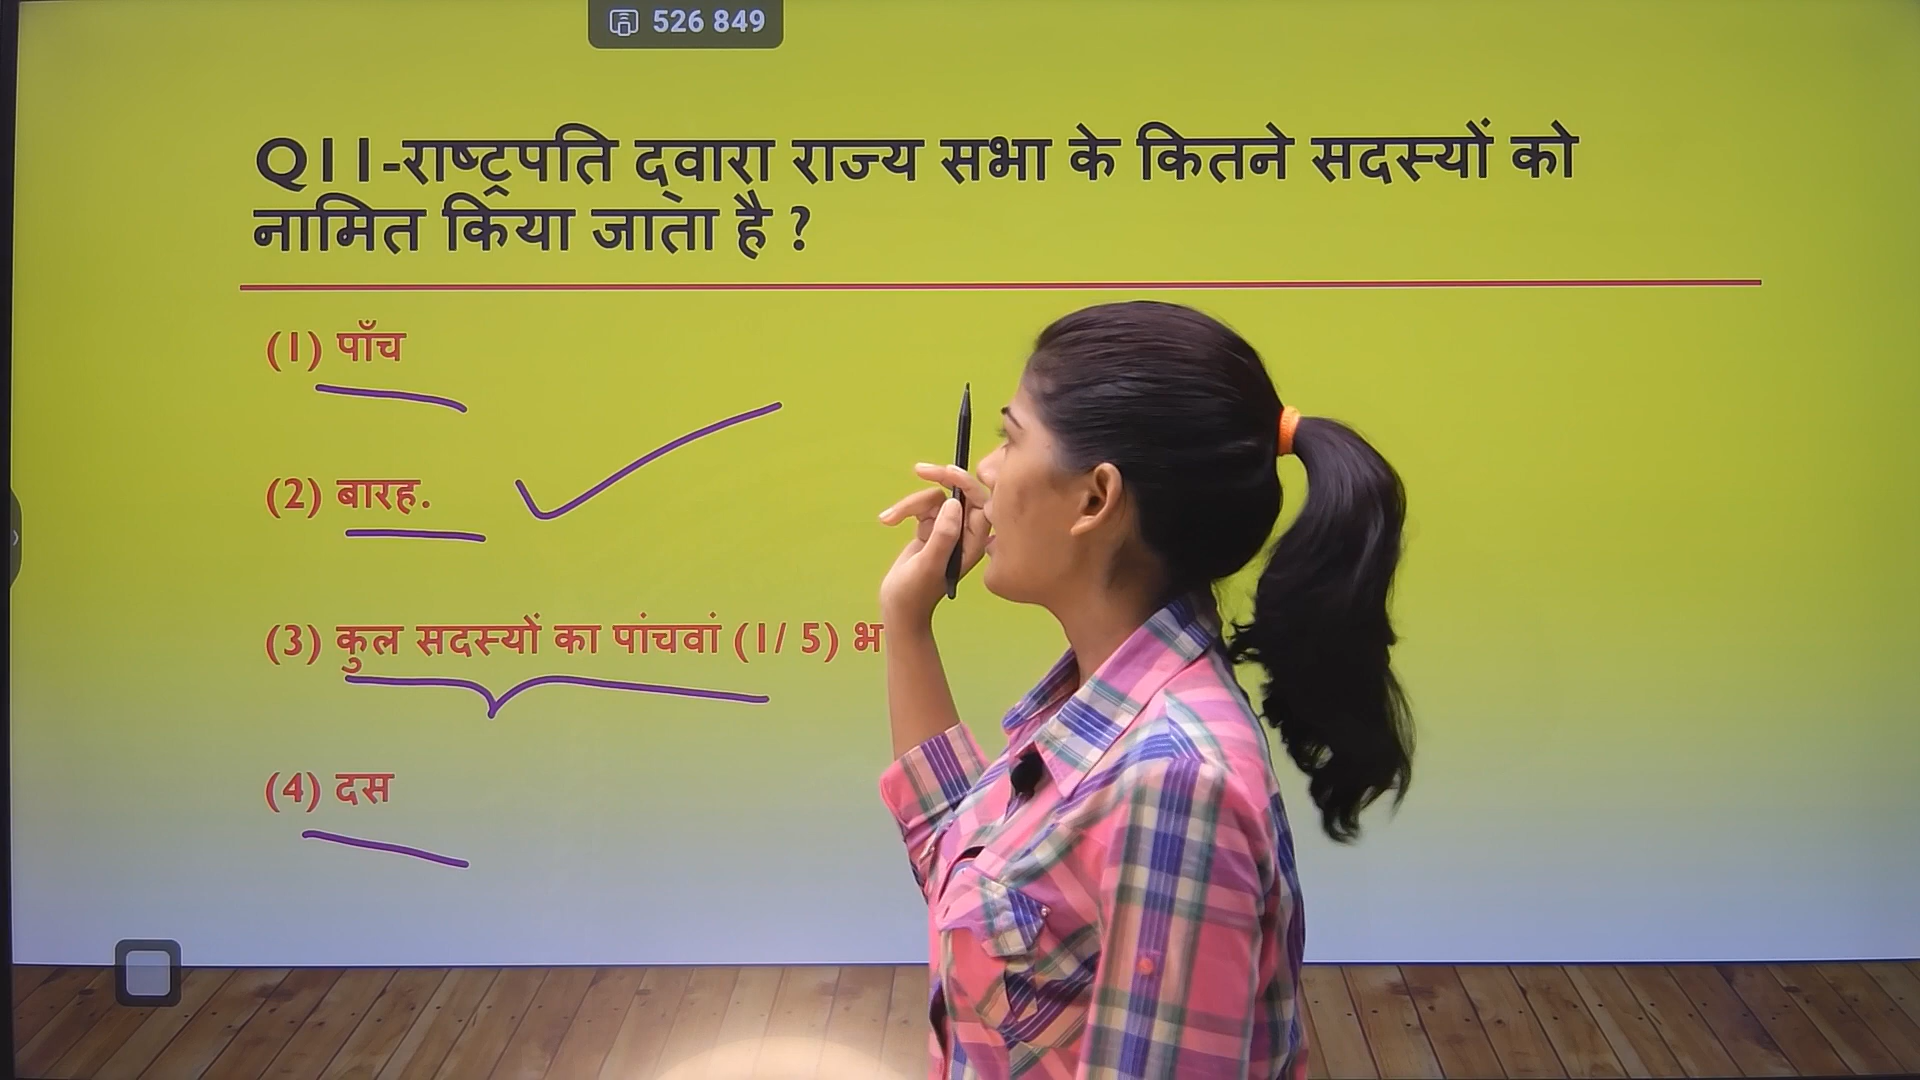 526 849
Q11-राष्ट्रपति द्वारा राज्य सभा के कितने सदस्यों को
नामित किया जाता है ?
(1) पाँच
(2) बारह.
(3) कुल सदस्यों का पांचवां (1/ 5)
(4) दस